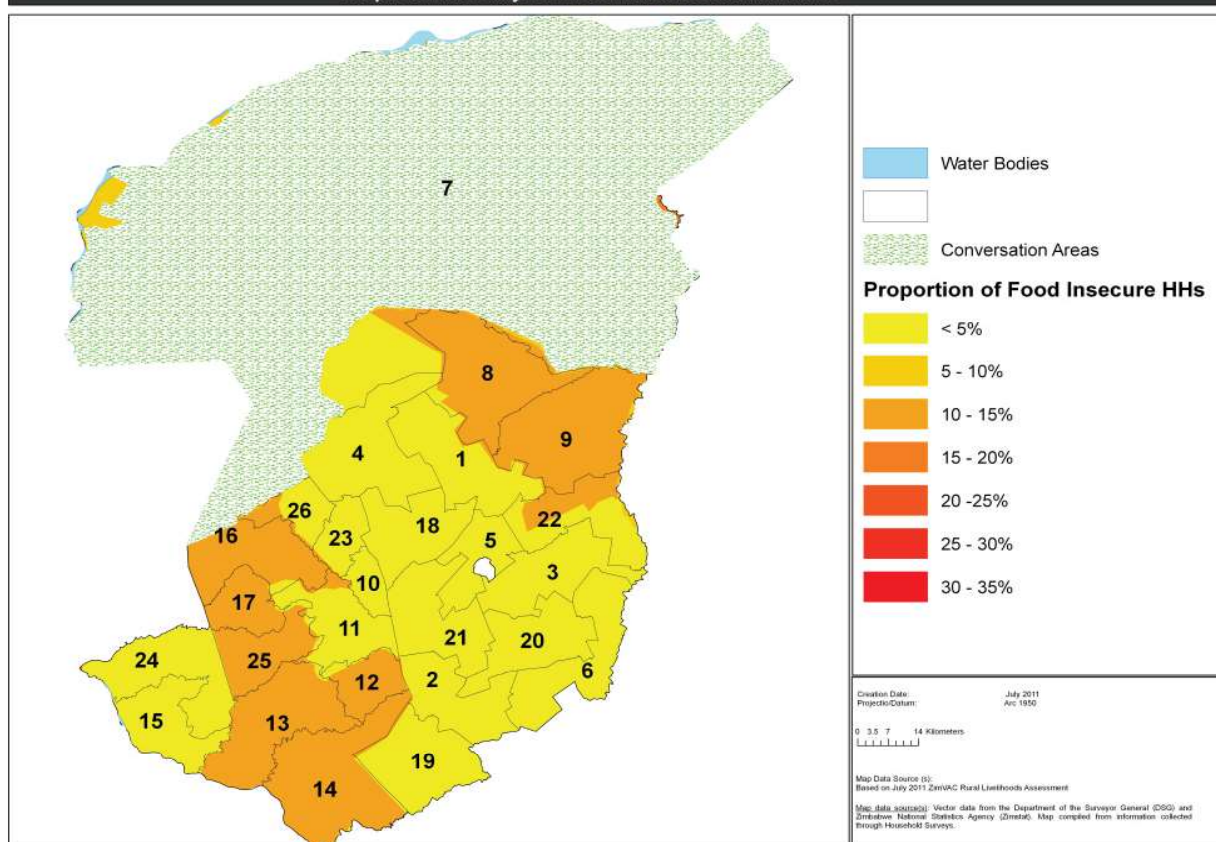 7
8
9
4
1
26
18
22
16
23
5
3
10
17
11
21
20
24
25
12
2
6
15
13
19
14
Water Bodies
Conversation Areas
Proportion of Food Insecure HHs
< 5%
5 - 10%
10 - 15%
15 - 20%
20 -25%
25 - 30%
30 - 35%
Creation Date: July 2011
Projectio/Datum: Arc 1950
0 3.5 7 14 Kilometers
Map Data Source (s):
Based on July 2011 ZimVAC Rural Livelihoods Assessment
Map data source(s): Vector data from the Department of the Surveyor General (DSG) and
Zimbabwe National Statistics Agency (Zimstat). Map compiled from information collected
through Household Surveys.